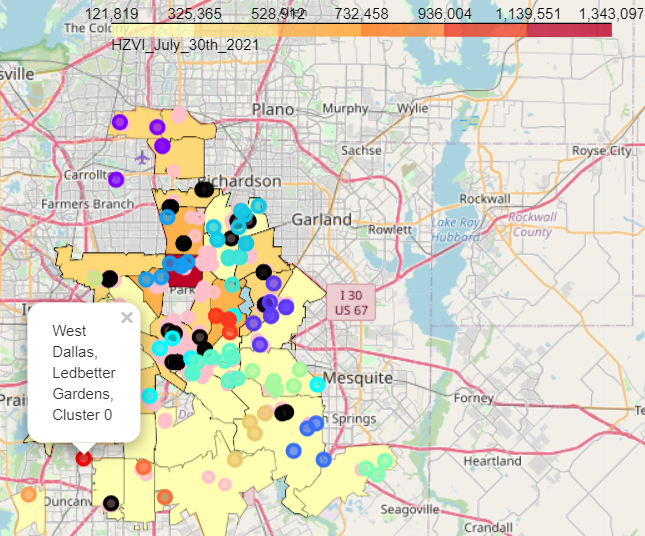 121,819 325,365 528,912 732,458 936,004 1,139,551 1,343,097
The Colony
HZVI_July_30th_2021
sville
Plano
Murphy
Wylie
Sachse
Royse City
Carrollt
Richardson
Farmers Branch
Garland
Rowlett
Rockwall
Lake Ray
Hubbard
Rockwall
County
Park
I 30
US 67
×
West
Dallas,
Ledbetter
Gardens,
Cluster 0
Prai
Mesquite
Forney
Te
n Springs
Heartland
Duncanv
Seagoville
Crandall